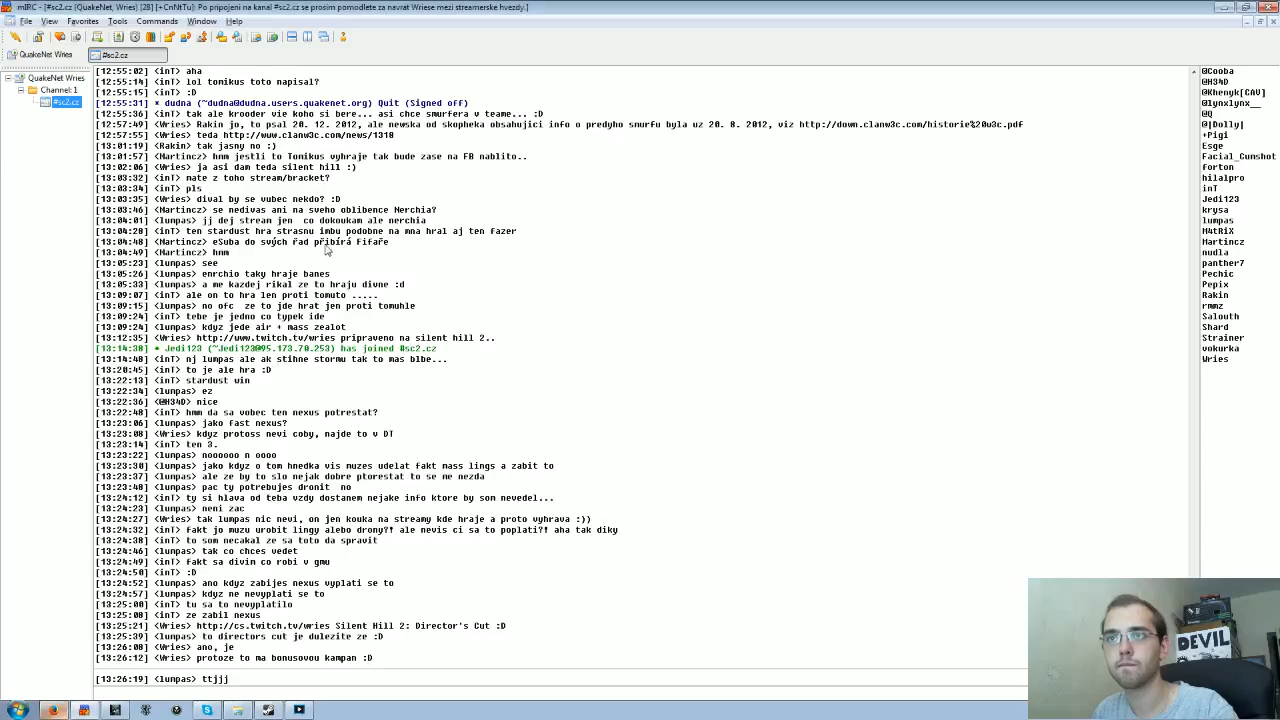 mIRC - [#sc2.cz (QuakeNet, Wries) [28] [+CnNtTu]: Po pripojeni na kanal #sc2.cz se prosim pomodlete za navrat Wriese mezi streamerske hvezdy.]
File View Favorites Tools Commands Window Help
QuakeNet Wries #sc2.cz
QuakeNet Wries
Channel: 1
#sc2.cz
[12:55:02] <inT> aha
[12:55:14] <inT> lol tonikus toto napisal?
[12:55:15] <inT> :D
[12:55:31] * dudna (~dudna@dudna.users.quakenet.org) Quit (Signed off)
[12:55:36] <inT> tak ale krooder vie koho si bere... asi chce smurfera v teame... :D
[12:57:49] <Wries> Rakin jo, to psal 20. 12. 2012, ale newska od skopheka obsahujici info o predyho smurfu byla uz 20. 8. 2012, viz http://down.clanw3c.com/historie%20w3c.pdf
[12:57:55] <Wries> teda http://www.clanw3c.com/news/1318
[13:01:19] <Rakin> tak jasny no :)
[13:01:57] <Martincz> hmm jestli to Tonikus vyhraje tak bude zase na FB nablito..
[13:02:06] <Wries> ja asi dam teda silent hill :)
[13:03:32] <inT> mate z toho stream/bracket?
[13:03:34] <inT> pls
[13:03:35] <Wries> dival by se vubec nekdo? :D
[13:03:46] <Martincz> se nedivas ani na sveho oblibence Nerchia?
[13:04:01] <lumpas> jj dej stream jen  co dokoukam ale nerchia
[13:04:28] <inT> ten stardust hra strasnu imbu podobne na mna hral aj ten fazer
[13:04:48] <Martincz> eSuba do svých řad přibírá Fifaře
[13:04:49] <Martincz> hmm
[13:05:23] <lumpas> see
[13:05:26] <lumpas> enrchio taky hraje banes
[13:05:33] <lumpas> a me kazdej rikal ze to hraju divne :d
[13:09:07] <inT> ale on to hra len proti tomuto .....
[13:09:15] <lumpas> no ofc  ze to jde hrat jen proti tomuhle
[13:09:24] <inT> tebe je jedno co typek ide
[13:09:24] <lumpas> kdyz jede air + mass zealot
[13:12:35] <Wries> http://www.twitch.tv/wries pripraveno na silent hill 2..
[13:14:38] * Jedi123 (~Jedi123@95.173.70.253) has joined #sc2.cz
[13:14:48] <inT> nj lumpas ale ak stihne stormu tak to mas blbe...
[13:20:45] <inT> to je ale hra :D
[13:22:13] <inT> stardust win
[13:22:34] <lumpas> ez
[13:22:36] <@H34D> nice
[13:22:48] <inT> hmm da sa vobec ten nexus potrestat?
[13:23:06] <lumpas> jako fast nexus?
[13:23:08] <Wries> kdyz protoss nevi coby, najde to v DT
[13:23:14] <inT> ten 3.
[13:23:22] <lumpas> noooooo n oooo
[13:23:30] <lumpas> jako kdyz o tom hnedka vis muzes udelat fakt mass lings a zabit to
[13:23:37] <lumpas> ale ze by to slo nejak dobre ptorestat to se me nezda
[13:23:48] <lumpas> pac ty potrebujes dronit  no
[13:24:12] <inT> ty si hlava od teba vzdy dostanem nejake info ktore by som nevedel...
[13:24:23] <lumpas> neni zac
[13:24:27] <Wries> tak lumpas nic nevi, on jen kouka na streamy kde hraje a proto vyhrava :))
[13:24:32] <inT> fakt jo muzu urobit lingy alebo drony?! ale nevis ci sa to poplati?! aha tak diky
[13:24:38] <inT> to som necakal ze sa toto da spravit
[13:24:46] <lumpas> tak co chces vedet
[13:24:49] <inT> fakt sa divim co robi v gmu
[13:24:50] <inT> :D
[13:24:52] <lumpas> ano kdyz zabijes nexus vyplati se to
[13:24:57] <lumpas> kdyz ne nevyplati se to
[13:25:00] <inT> tu sa to nevyplatilo
[13:25:08] <inT> ze zabil nexus
[13:25:21] <Wries> http://cs.twitch.tv/wries Silent Hill 2: Director's Cut :D
[13:25:39] <lumpas> to directors cut je dulezite ze :D
[13:26:08] <Wries> ano, je
[13:26:12] <Wries> protoze to ma bonusovou kampan :D
[13:26:19] <lumpas> ttjjj
@Cooba
@H34D
@Khenyk[CAV]
@lynxlynx__
@Q
@|Dolly|
+Pigi
Esge
Facial_Cumshot
forton
hilalpro
inT
Jedi123
krysa
lumpas
M4tRiX
Martincz
nudla
panther7
Pechic
Pepix
Rakin
rmmz
Salouth
Shard
Strainer
vokurka
Wries
DEVIL